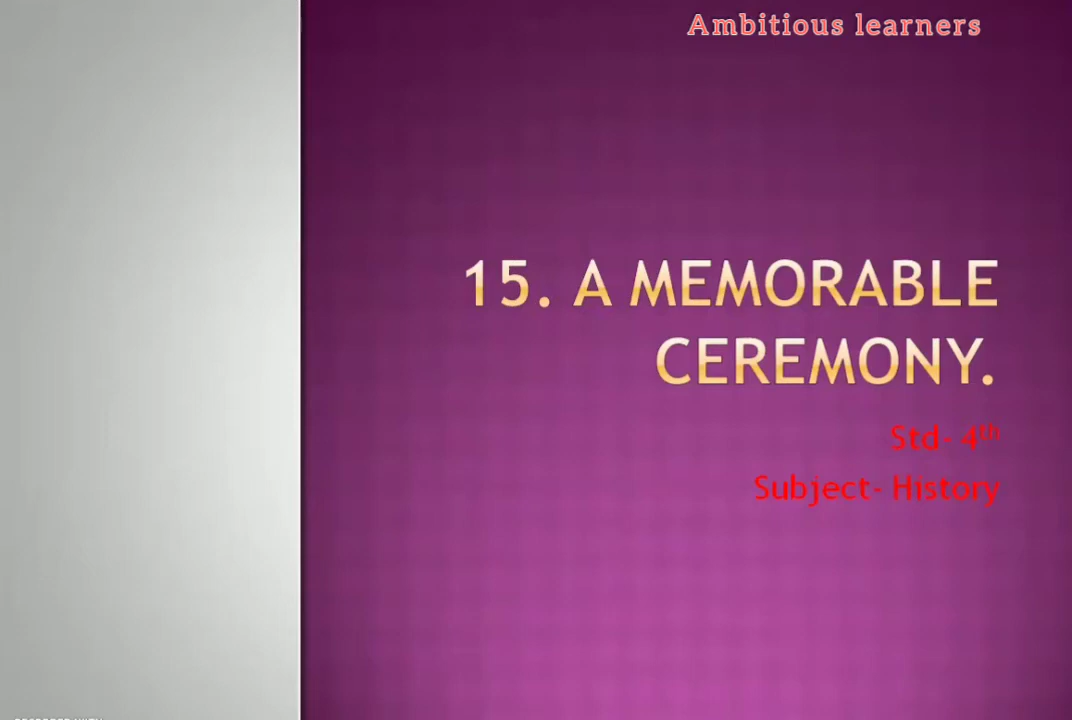 Ambitious learners
15. A MEMORABLE
CEREMONY.
Std- 4th
Subject- History